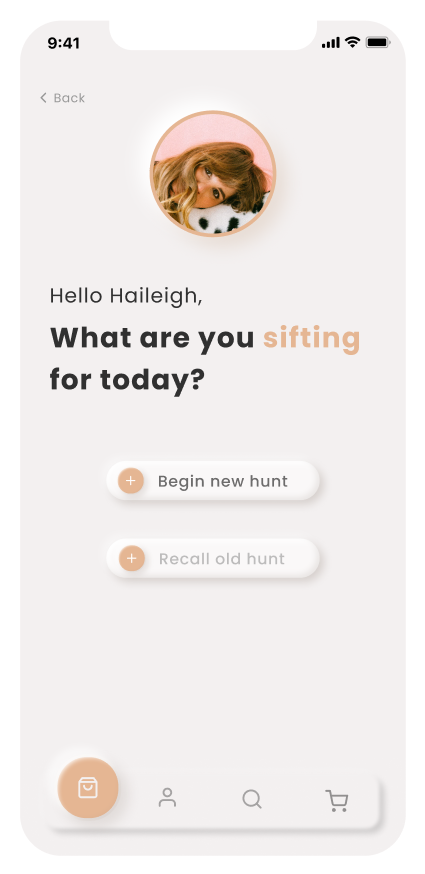 9:41
Back
Hello Haileigh,
What are you sifting
for today?
Begin new hunt
Recall old hunt